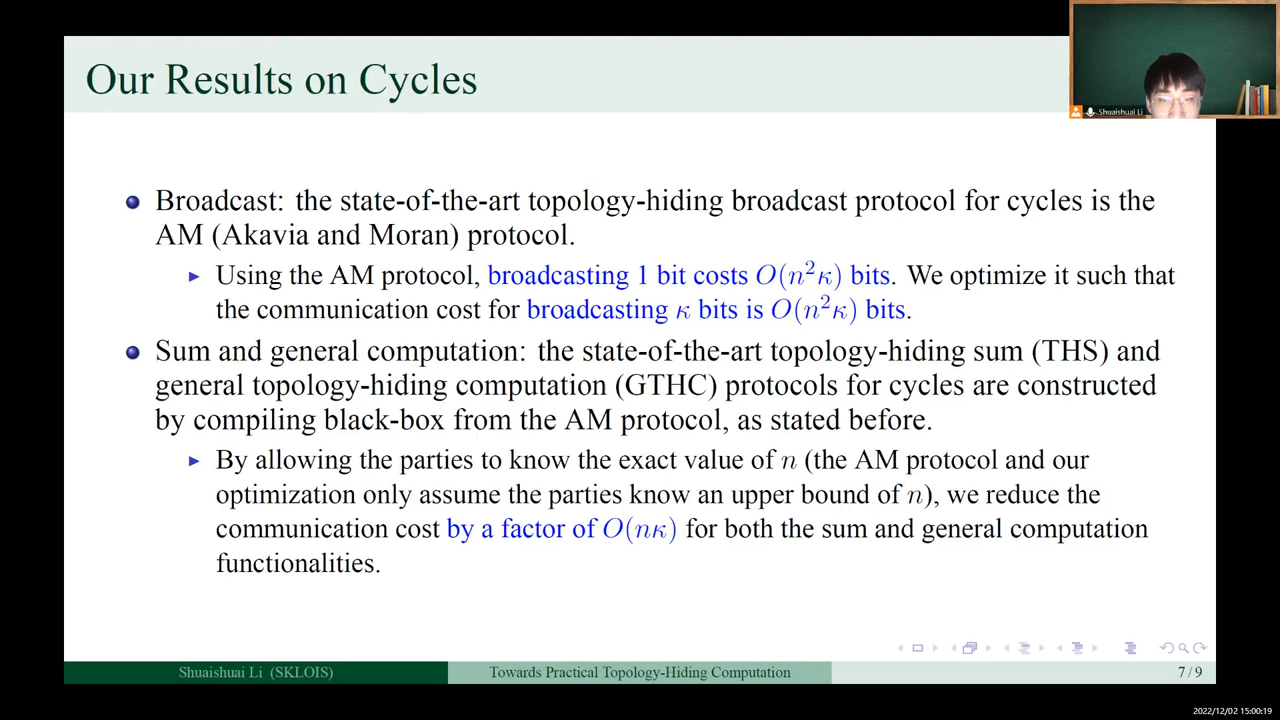 Our Results on Cycles
Shuaishuai Li
Broadcast: the state-of-the-art topology-hiding broadcast protocol for cycles is the
AM (Akavia and Moran) protocol.
Using the AM protocol, broadcasting 1 bit costs O(n²κ) bits. We optimize it such that
the communication cost for broadcasting κ bits is O(n²κ) bits.
Sum and general computation: the state-of-the-art topology-hiding sum (THS) and
general topology-hiding computation (GTHC) protocols for cycles are constructed
by compiling black-box from the AM protocol, as stated before.
By allowing the parties to know the exact value of n (the AM protocol and our
optimization only assume the parties know an upper bound of n), we reduce the
communication cost by a factor of O(nκ) for both the sum and general computation
functionalities.
Shuaishuai Li (SKLOIS)
Towards Practical Topology-Hiding Computation
7 / 9
2022/12/02 15:00:19